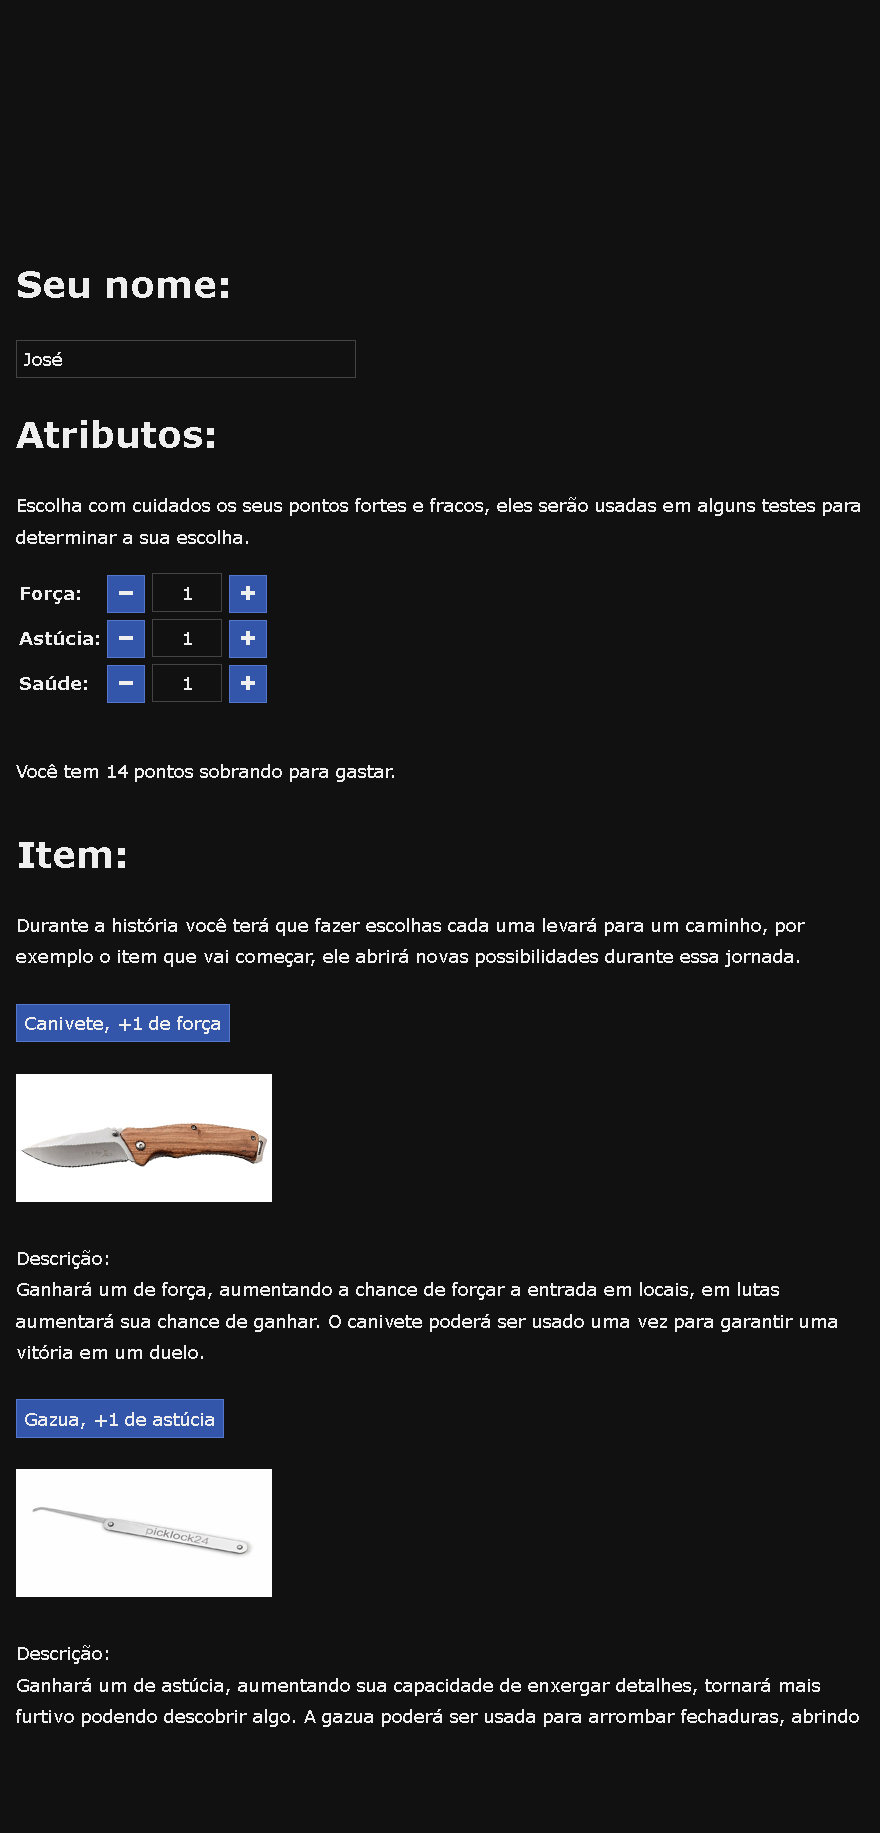 Seu nome:
José
Atributos:
Escolha com cuidados os seus pontos fortes e fracos, eles serão usadas em alguns testes para
determinar a sua escolha.
Força: − 1 +
Astúcia: − 1 +
Saúde: − 1 +
Você tem 14 pontos sobrando para gastar.
Item:
Durante a história você terá que fazer escolhas cada uma levará para um caminho, por
exemplo o item que vai começar, ele abrirá novas possibilidades durante essa jornada.
Canivete, +1 de força
Descrição:
Ganhará um de força, aumentando a chance de forçar a entrada em locais, em lutas
aumentará sua chance de ganhar. O canivete poderá ser usado uma vez para garantir uma
vitória em um duelo.
Gazua, +1 de astúcia
picklock24
Descrição:
Ganhará um de astúcia, aumentando sua capacidade de enxergar detalhes, tornará mais
furtivo podendo descobrir algo. A gazua poderá ser usada para arrombar fechaduras, abrindo